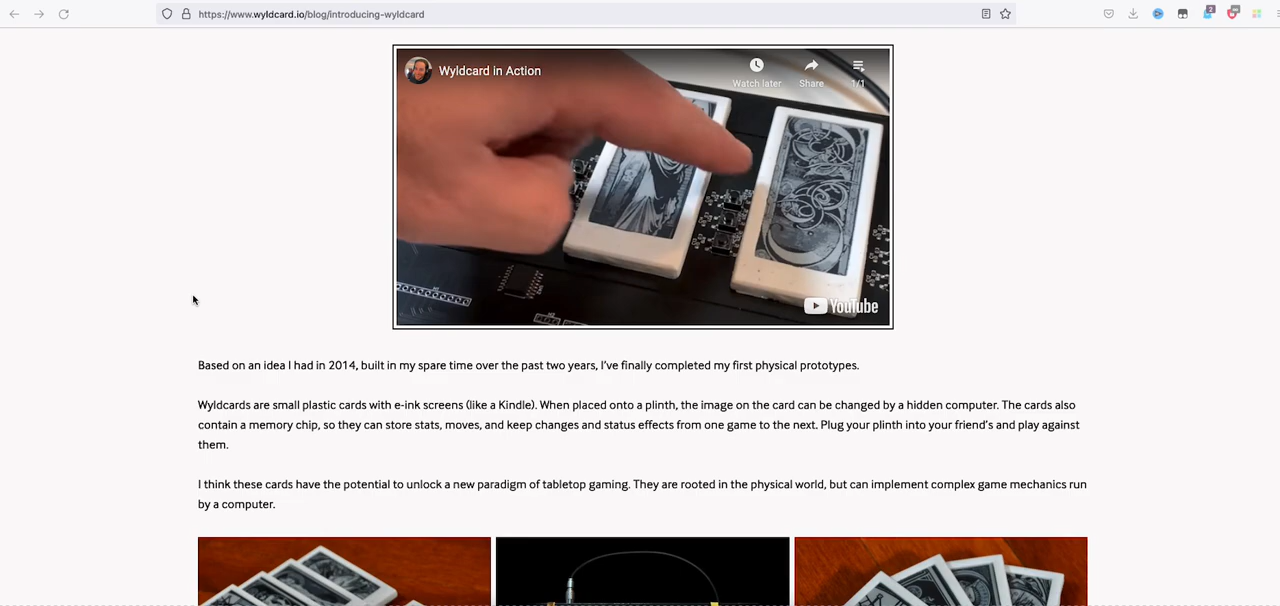 https://www.wyldcard.io/blog/introducing-wyldcard
2
Wyldcard in Action
Watch later
Share
1/1
YouTube
Based on an idea I had in 2014, built in my spare time over the past two years, I've finally completed my first physical prototypes.
Wyldcards are small plastic cards with e-ink screens (like a Kindle). When placed onto a plinth, the image on the card can be changed by a hidden computer. The cards also
contain a memory chip, so they can store stats, moves, and keep changes and status effects from one game to the next. Plug your plinth into your friend's and play against
them.
I think these cards have the potential to unlock a new paradigm of tabletop gaming. They are rooted in the physical world, but can implement complex game mechanics run
by a computer.